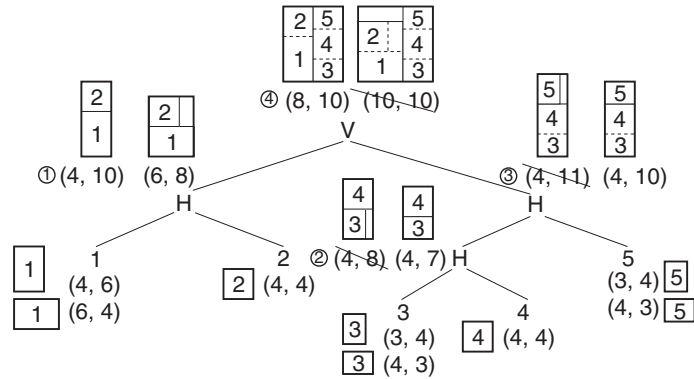 2 5
4
1 3
5
2 4
1 3
④ (8, 10) (10, 10)
V
2
1
2
1
① (4, 10) (6, 8)
H
5
4
3
5
4
3
③ (4, 11) (4, 10)
H
4
3
4
3
② (4, 8) (4, 7) H
1 1
(4, 6)
1 (6, 4)
2
2 (4, 4)
5
(3, 4) 5
(4, 3) 5
3
3 (3, 4)
3 (4, 3)
4
4 (4, 4)